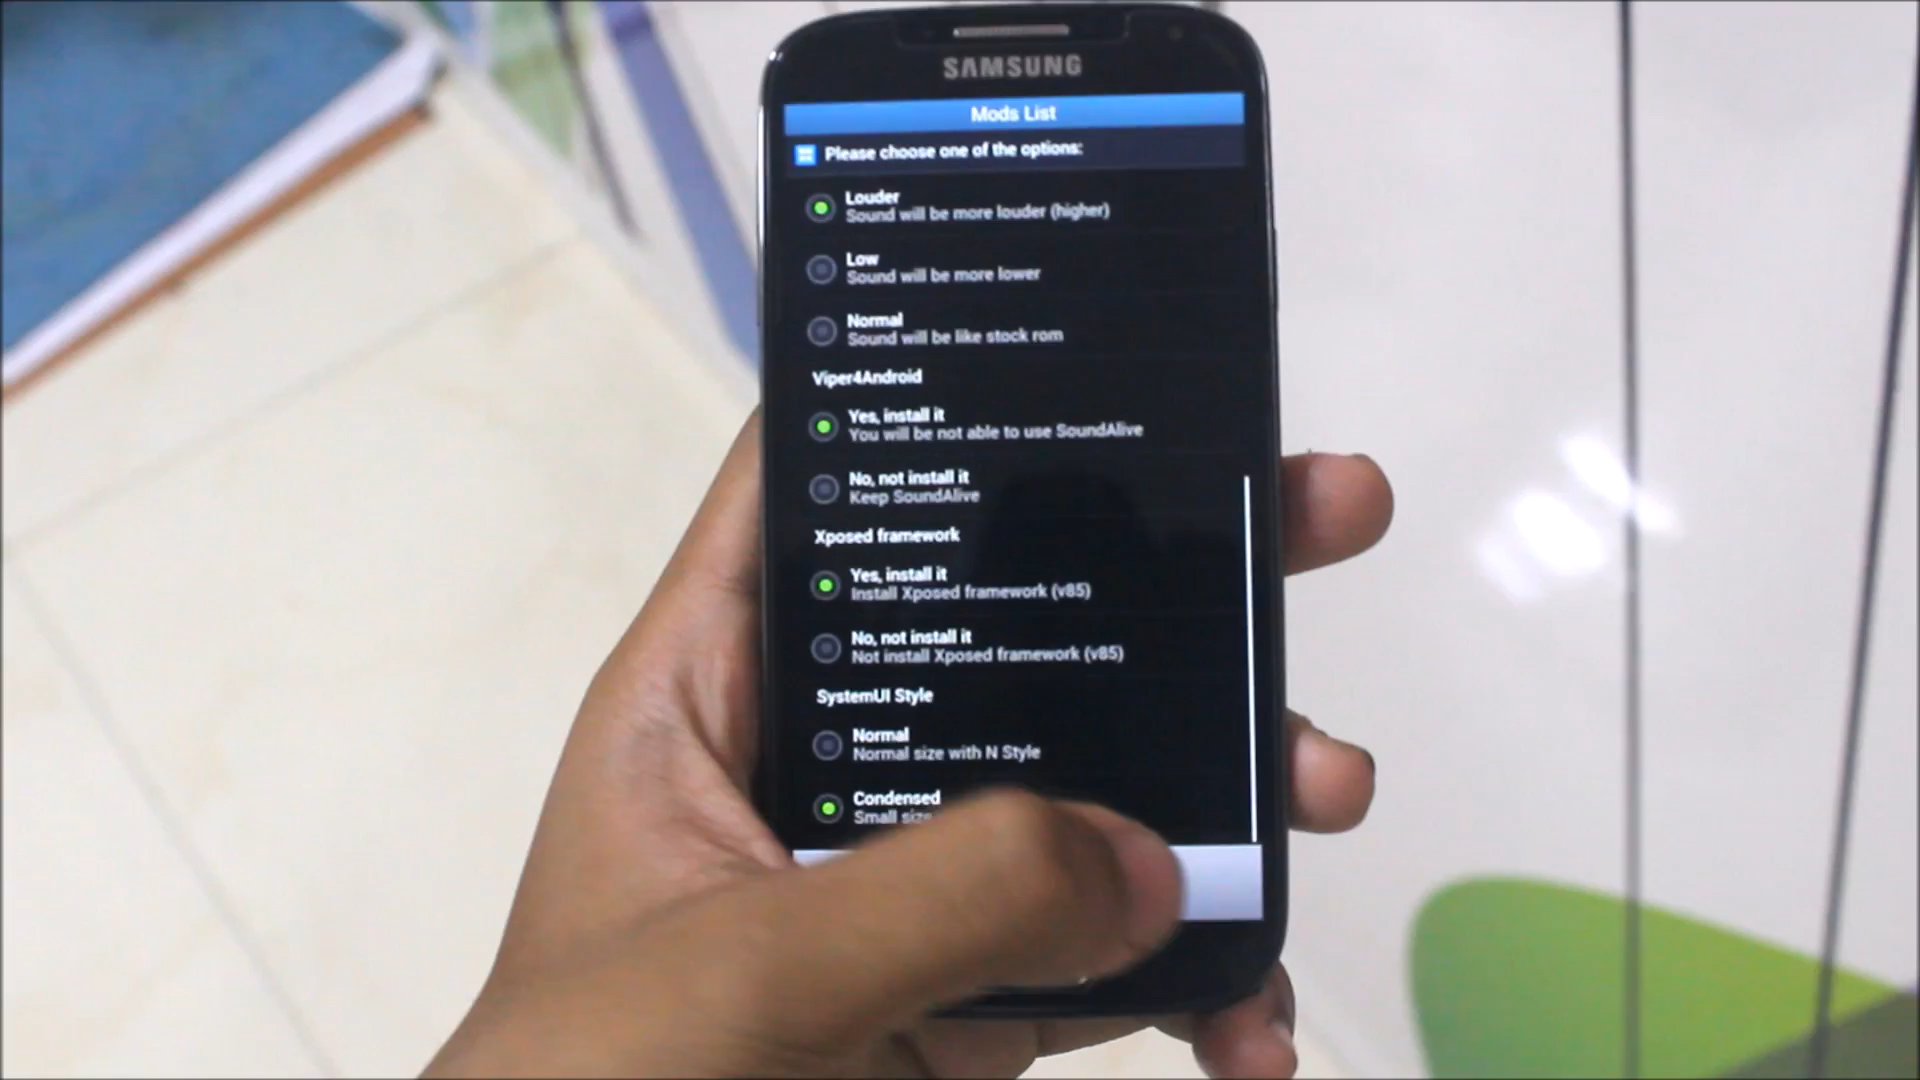 SAMSUNG
Mods List
Please choose one of the options:
Louder
Sound will be more louder (higher)
Low
Sound will be more lower
Normal
Sound will be like stock rom
Viper4Android
Yes, install it
You will be not able to use SoundAlive
No, not install it
Keep SoundAlive
Xposed framework
Yes, install it
Install Xposed framework (v85)
No, not install it
Not install Xposed framework (v85)
SystemUI Style
Normal
Normal size with N Style
Condensed
Small size